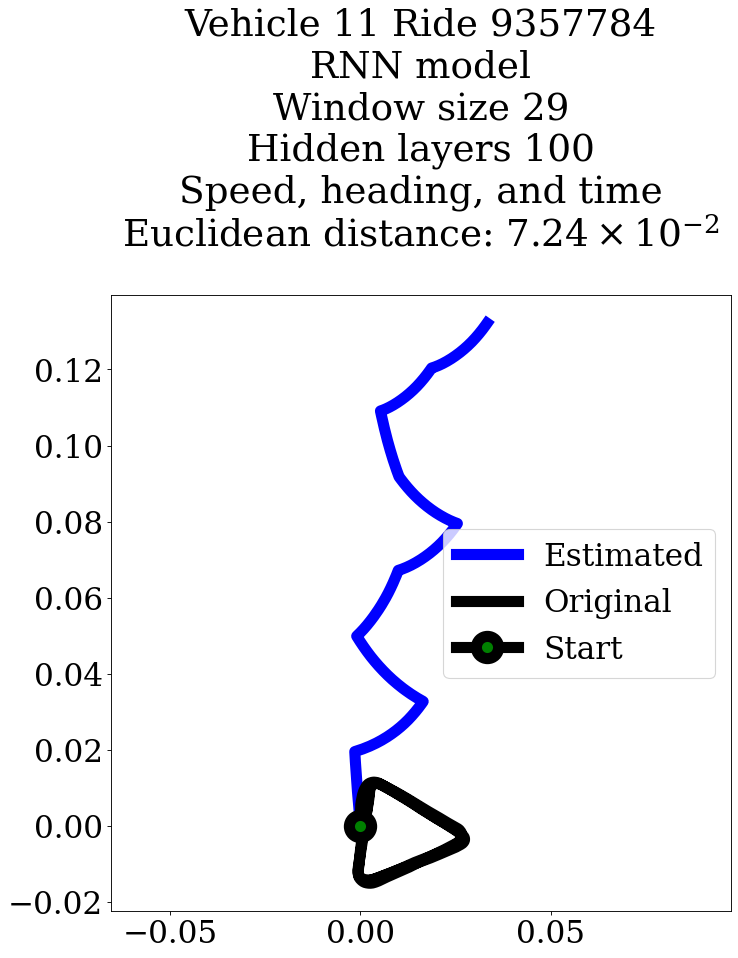 Vehicle 11 Ride 9357784
RNN model
Window size 29
Hidden layers 100
Speed, heading, and time
Euclidean distance: 7.24 × 10⁻²
0.12
0.10
0.08
0.06
0.04
0.02
0.00
−0.02
Estimated
Original
Start
−0.05 0.00 0.05